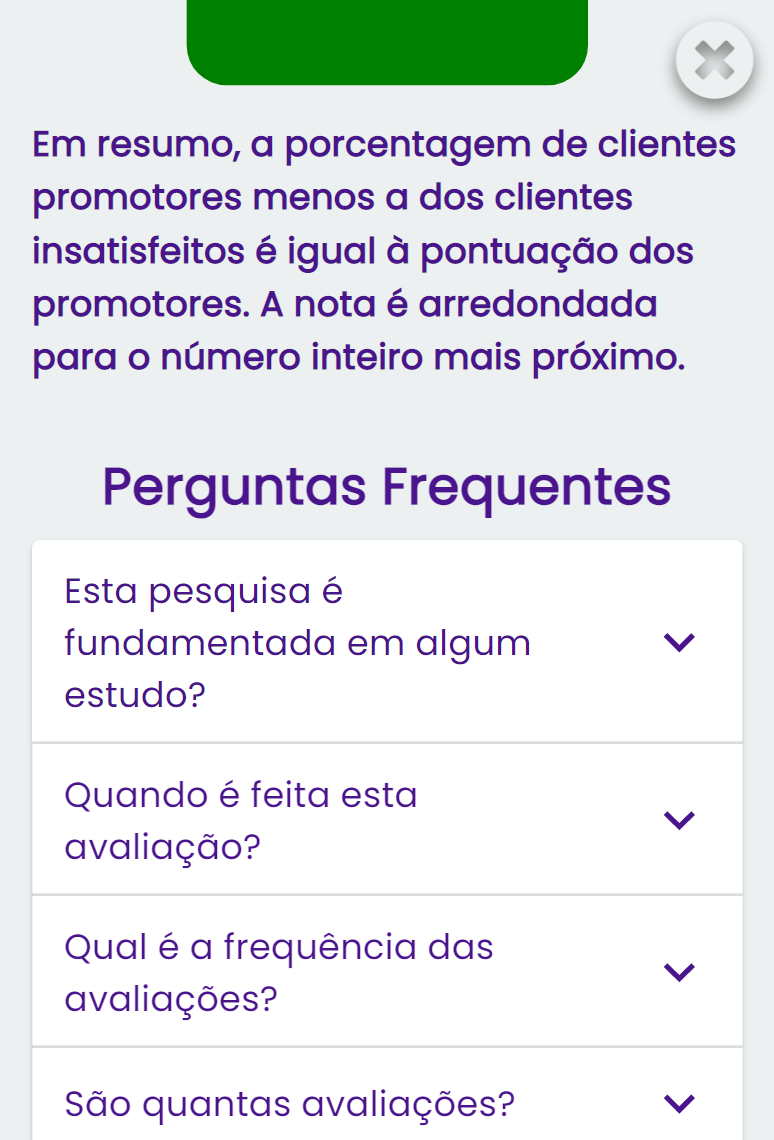 Em resumo, a porcentagem de clientes
promotores menos a dos clientes
insatisfeitos é igual à pontuação dos
promotores. A nota é arredondada
para o número inteiro mais próximo.
Perguntas Frequentes
Esta pesquisa é
fundamentada em algum
estudo?
Quando é feita esta
avaliação?
Qual é a frequência das
avaliações?
São quantas avaliações?